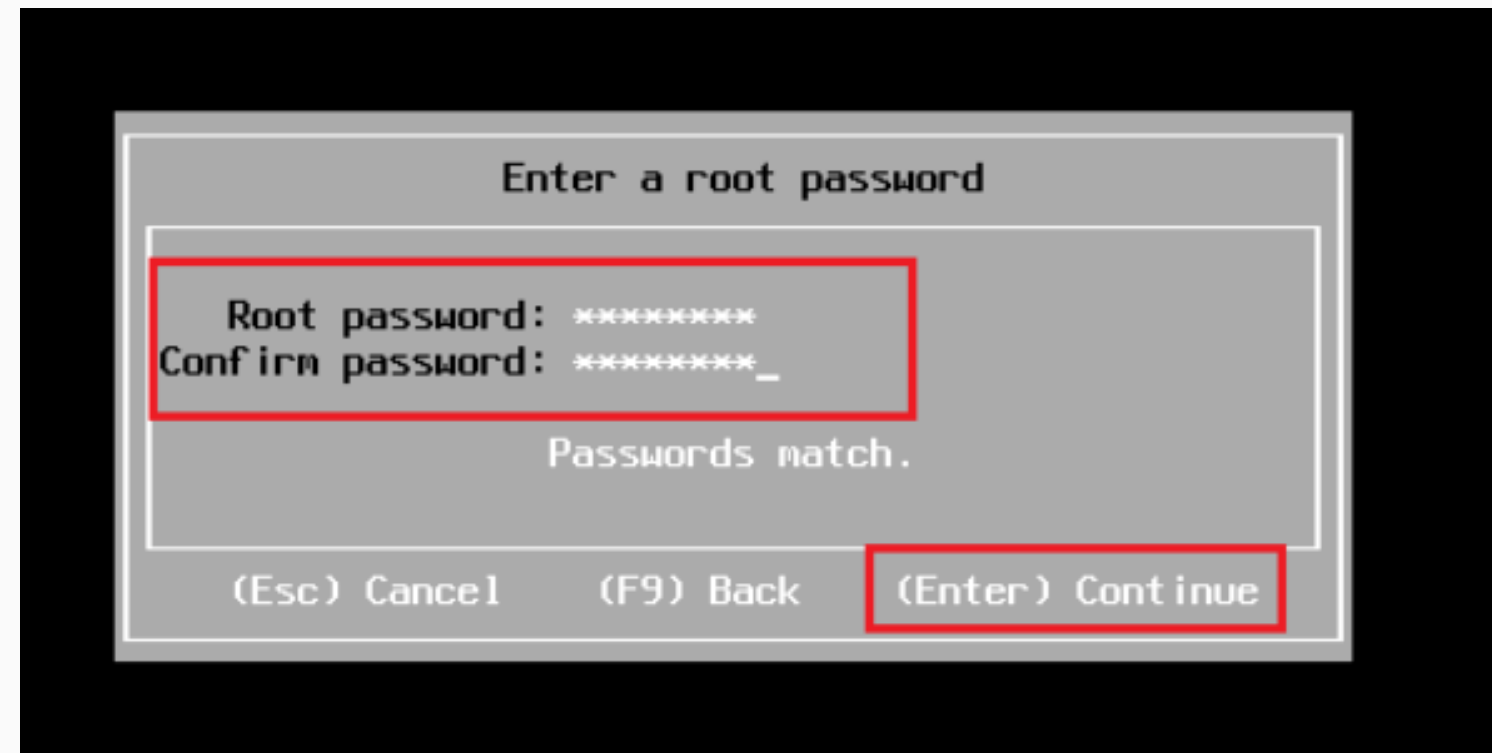 Enter a root password
Root password: ********
Confirm password: ********_
Passwords match.
(Esc) Cancel (F9) Back (Enter) Continue